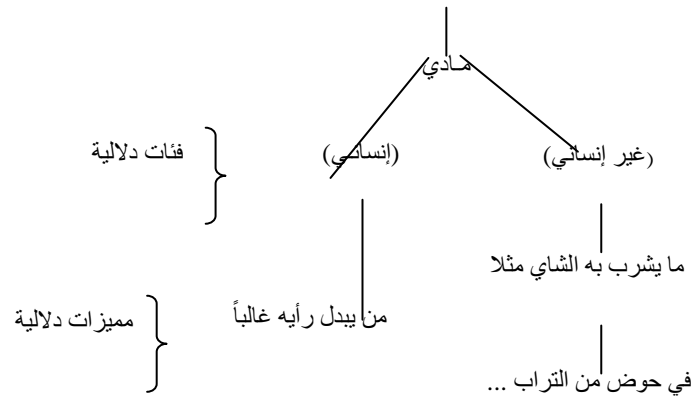 مادي
(غير إنساني) (إنساني) فئات دلالية
ما يشرب به الشاي مثلا
من يبدل رأيه غالباً مميزات دلالية
في حوض من التراب ...